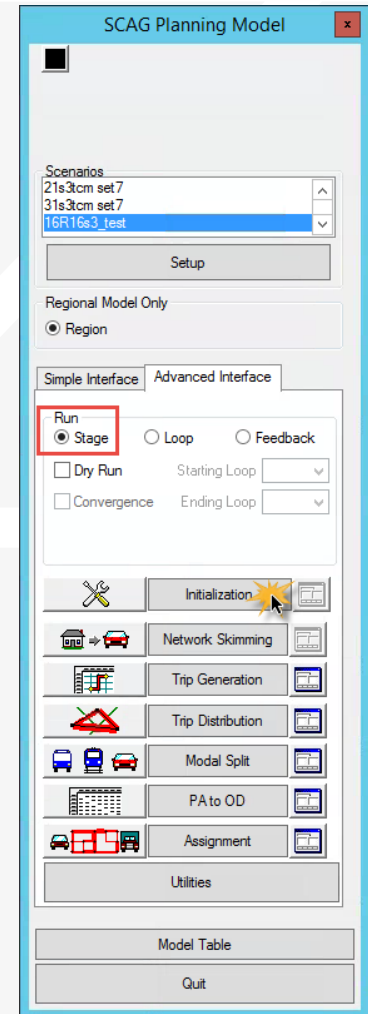 SCAG Planning Model
x
Scenarios
21s3tcm set7
31s3tcm set7
16R16s3_test
Setup
Regional Model Only
Region
Simple Interface Advanced Interface
Run
Stage Loop Feedback
Dry Run Starting Loop
Convergence Ending Loop
Initialization
Network Skimming
Trip Generation
Trip Distribution
Modal Split
PA to OD
Assignment
Utilities
Model Table
Quit